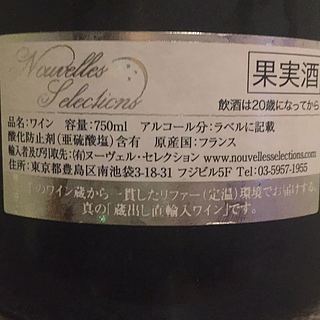 Nouvelles
Selections
果実酒
飲酒は20歳になってから
品名:ワイン 容量:750ml アルコール分:ラベルに記載
酸化防止剤(亜硫酸塩)含有 原産国:フランス
輸入者及び引取先:(有)ヌーヴェル・セレクション www.nouvellesselections.com
住所:東京都豊島区南池袋3-18-31 フジビル5F Tel:03-5957-1955
のワイン蔵から一貫したリファー(定温)環境でお届けする、
真の「蔵出し直輸入ワイン」です。